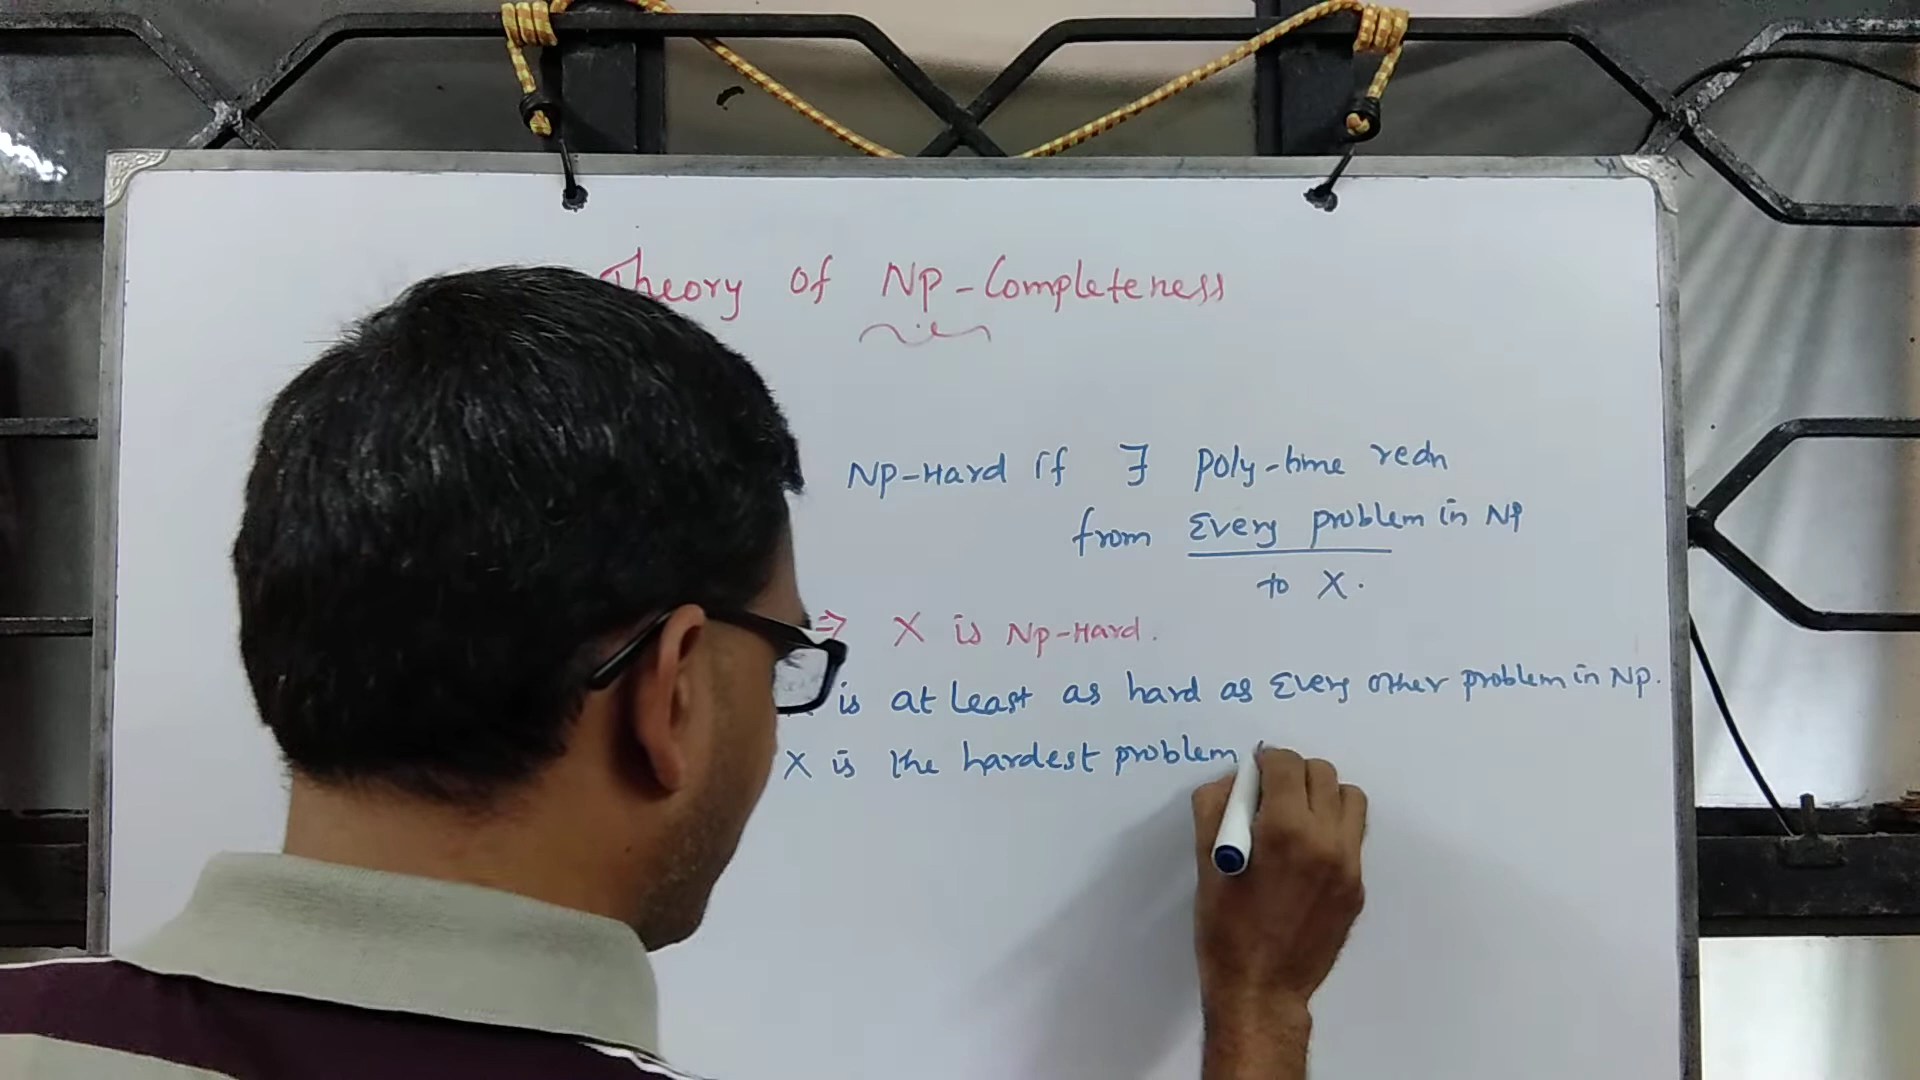 Theory of NP-Completeness
NP-Hard if ∃ poly-time redn
from Every problem in NP
to X.
⇒ X is NP-Hard.
is at least as hard as Every other problem in NP.
X is the hardest problem